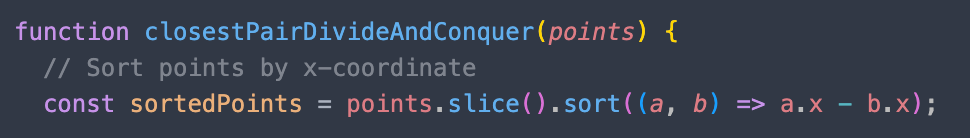 function closestPairDivideAndConquer(points) {
  // Sort points by x-coordinate
  const sortedPoints = points.slice().sort((a, b) => a.x - b.x);